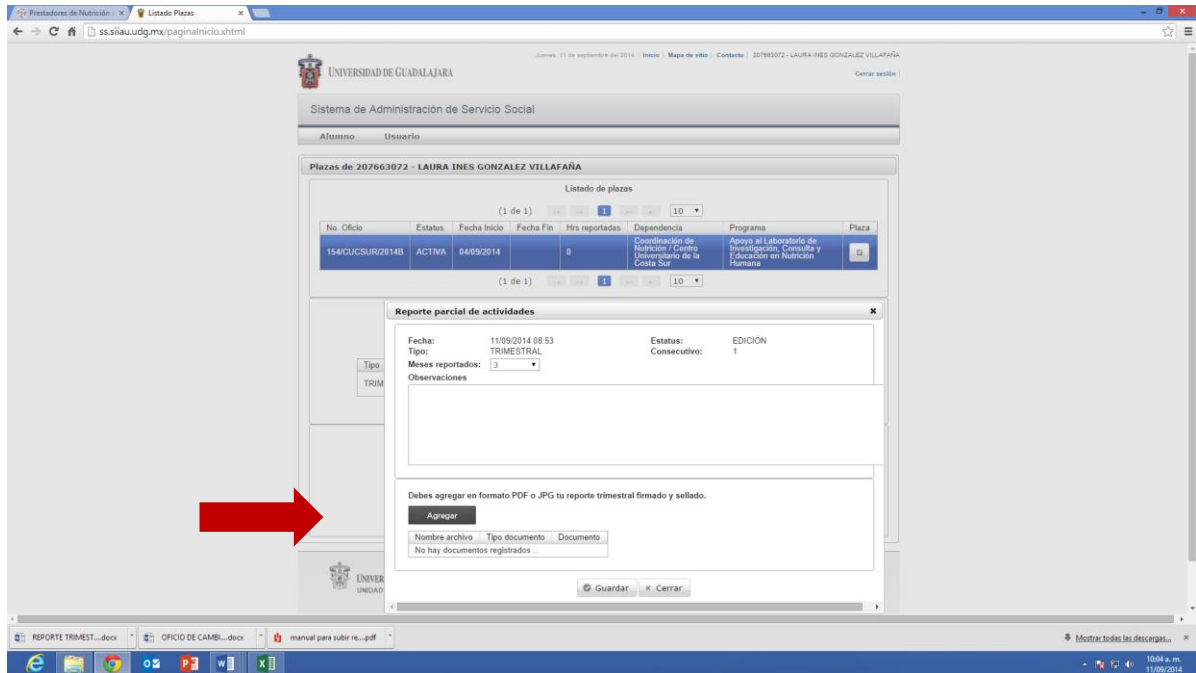 Prestadores de Nutrición
Listado Plazas
ss.siiau.udg.mx/paginaInicio.xhtml
Jueves, 11 de septiembre del 2014 | Inicio | Mapa de sitio | Contacto | 207663072 - LAURA INES GONZALEZ VILLAFAÑA
UNIVERSIDAD DE GUADALAJARA
Cerrar sesión
Sistema de Administración de Servicio Social
Alumno Usuario
Plazas de 207663072 - LAURA INES GONZALEZ VILLAFAÑA
Listado de plazas
(1 de 1) 1 10
No. Oficio Estatus Fecha Inicio Fecha Fin Hrs reportadas Dependencia Programa Plaza
154/CUCSUR/2014B ACTIVA 04/09/2014 0 Coordinación de Nutrición / Centro Universitario de la Costa Sur Apoyo al Laboratorio de Investigación, Consulta y Educación en Nutrición Humana
(1 de 1) 1 10
Reporte parcial de actividades
Fecha: 11/09/2014 08:53 Estatus: EDICIÓN
Tipo: TRIMESTRAL Consecutivo: 1
Meses reportados: 3
Observaciones
Tipo
TRIM
Debes agregar en formato PDF o JPG tu reporte trimestral firmado y sellado.
Agregar
Nombre archivo Tipo documento Documento
No hay documentos registrados ...
UNIVER
UNIDAD
Guardar Cerrar
REPORTE TRIMEST....docx
OFICIO DE CAMBI....docx
manual para subir re....pdf
Mostrar todas las descargas...
10:04 a. m.
11/09/2014